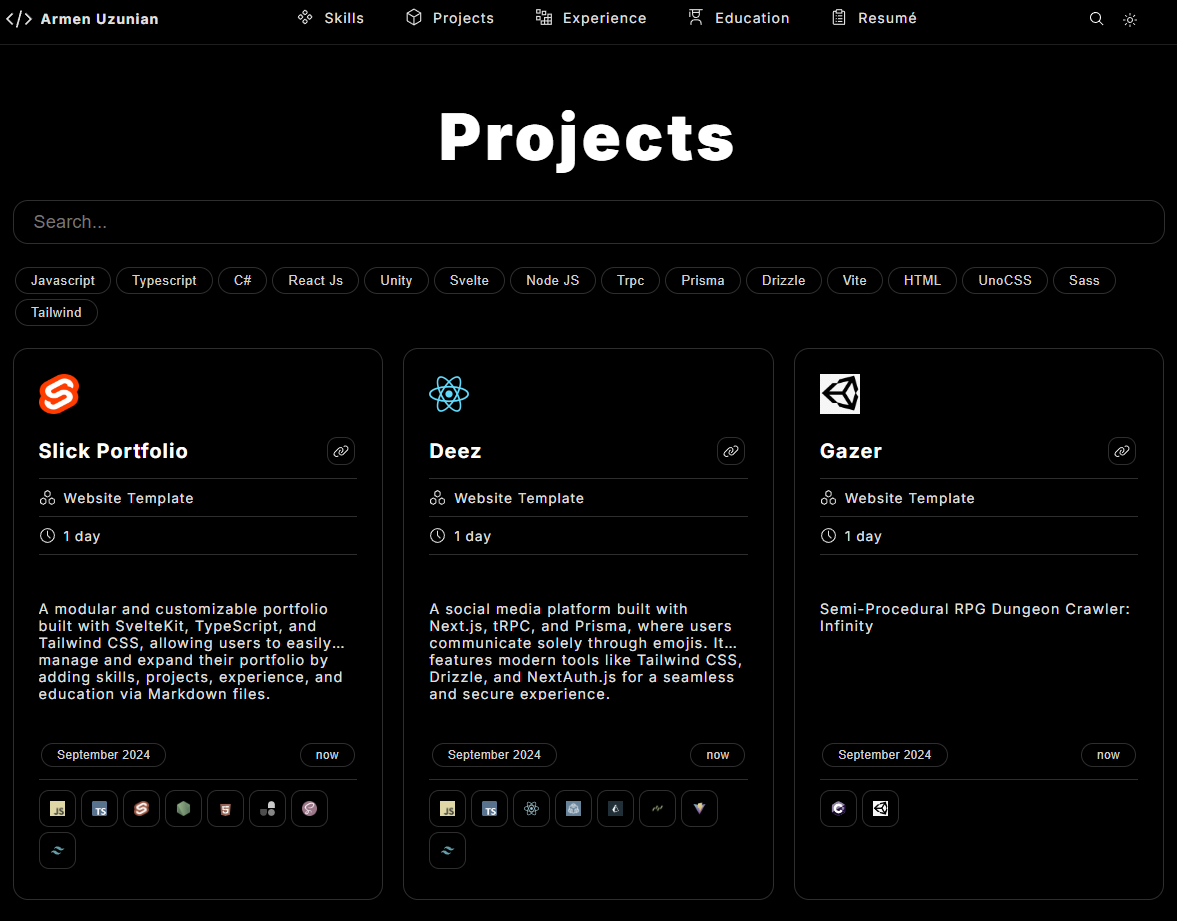 </> Armen Uzunian
Skills
Projects
Experience
Education
Resumé
Projects
Search...
Javascript
Typescript
C#
React Js
Unity
Svelte
Node JS
Trpc
Prisma
Drizzle
Vite
HTML
UnoCSS
Sass
Tailwind
Slick Portfolio
Website Template
1 day
A modular and customizable portfolio
built with SvelteKit, TypeScript, and
Tailwind CSS, allowing users to easily...
manage and expand their portfolio by
adding skills, projects, experience, and
education via Markdown files.
September 2024
now
JS
TS
5
Deez
Website Template
1 day
A social media platform built with
Next.js, tRPC, and Prisma, where users
communicate solely through emojis. It...
features modern tools like Tailwind CSS,
Drizzle, and NextAuth.js for a seamless
and secure experience.
September 2024
now
JS
TS
Gazer
Website Template
1 day
Semi-Procedural RPG Dungeon Crawler:
Infinity
September 2024
now
C